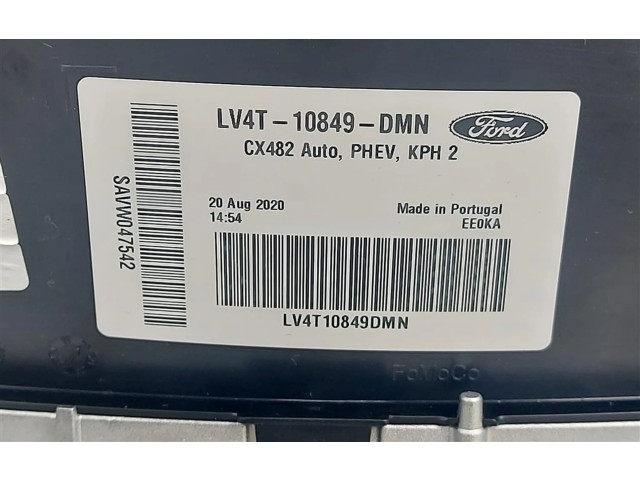 LV4T-10849-DMN
Ford
CX482 Auto, PHEV, KPH 2
20 Aug 2020
14:54
Made in Portugal
EE0KA
SAVW047542
LV4T10849DMN
FoMoCo